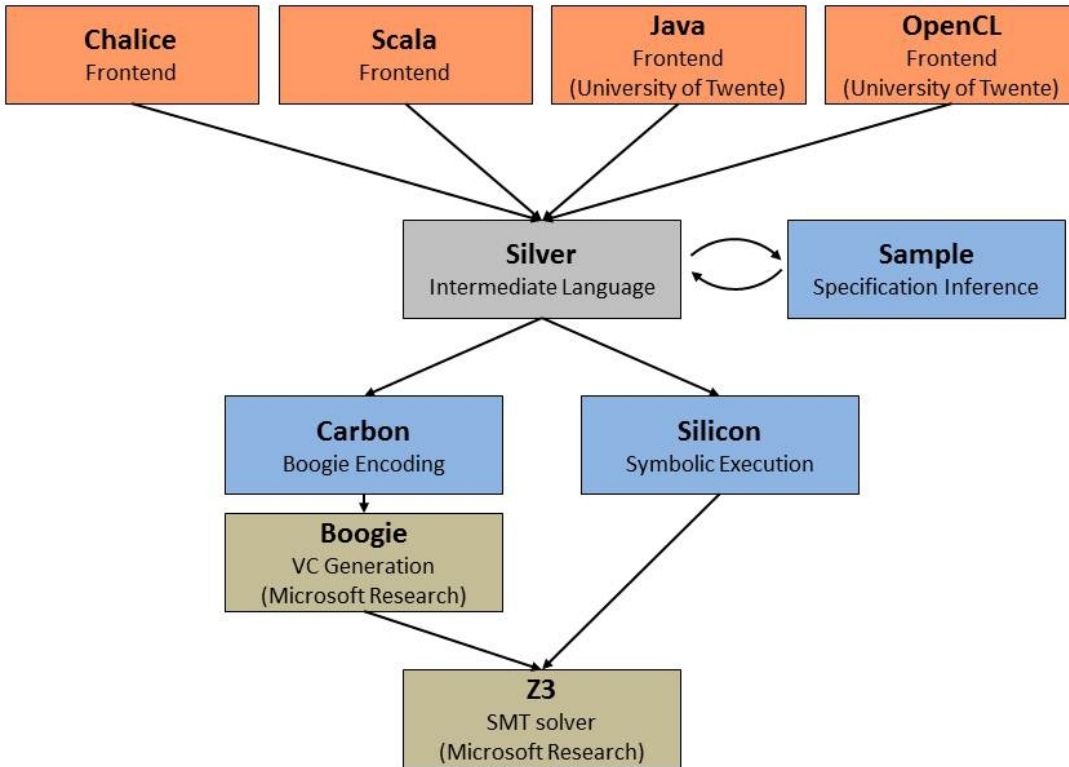 Chalice
Frontend
Scala
Frontend
Java
Frontend
(University of Twente)
OpenCL
Frontend
(University of Twente)
Silver
Intermediate Language
Sample
Specification Inference
Carbon
Boogie Encoding
Silicon
Symbolic Execution
Boogie
VC Generation
(Microsoft Research)
Z3
SMT solver
(Microsoft Research)